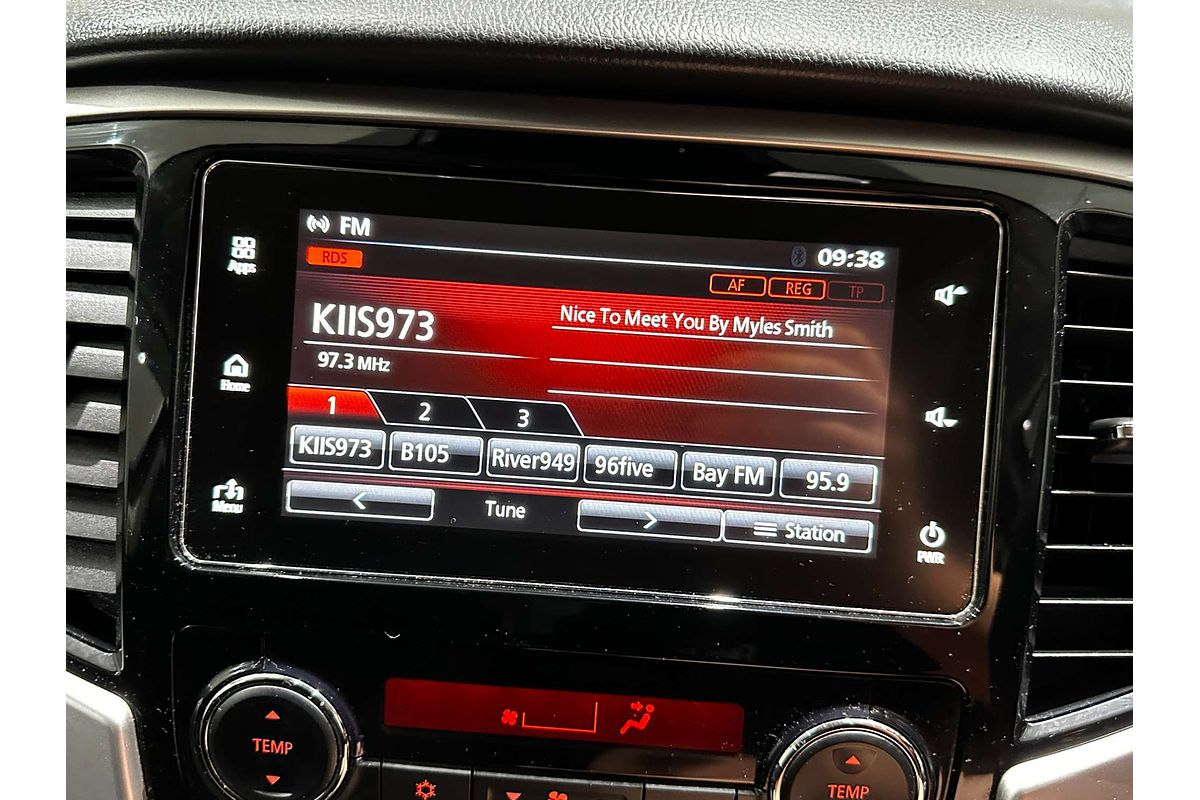 FM
09:38
RDS
AF REG TP
KIIS973
Nice To Meet You By Myles Smith
97.3 MHz
1 2 3
KIIS973 B105 River949 96five Bay FM 95.9
< Tune > Station
Apps
Home
Menu
PWR
TEMP
TEMP